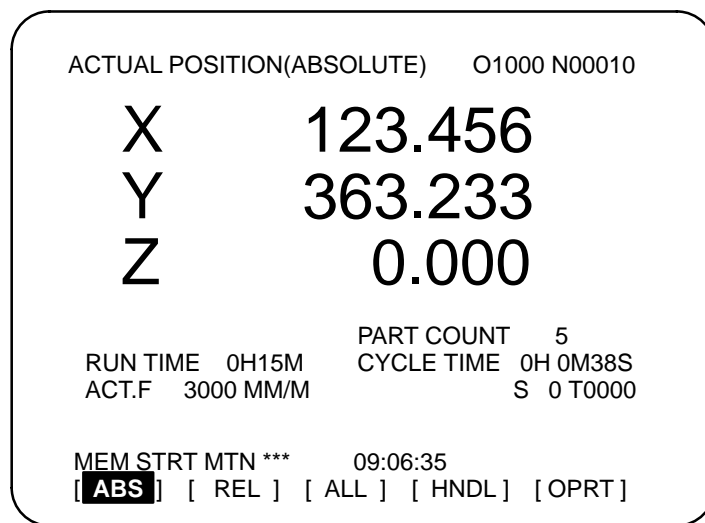 ACTUAL POSITION(ABSOLUTE) O1000 N00010
X 123.456
Y 363.233
Z 0.000
PART COUNT 5
RUN TIME 0H15M CYCLE TIME 0H 0M38S
ACT.F 3000 MM/M S 0 T0000
MEM STRT MTN *** 09:06:35
[ ABS ] [ REL ] [ ALL ] [ HNDL ] [ OPRT ]